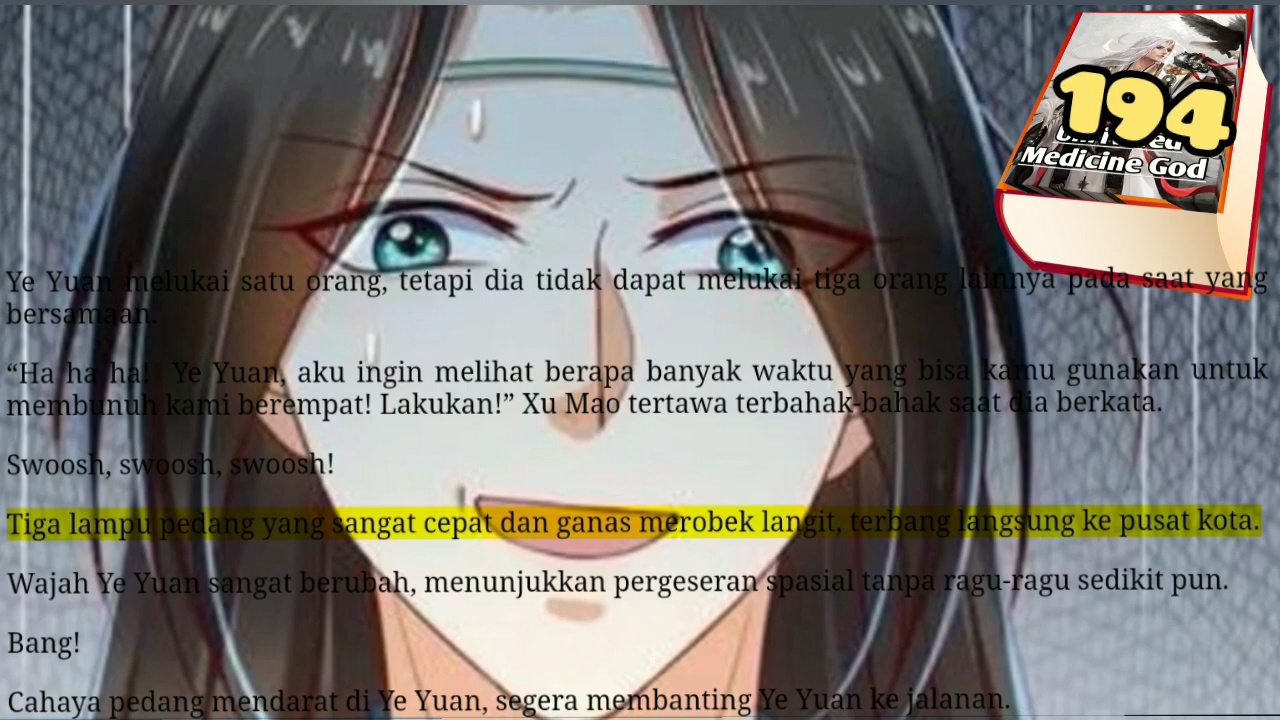 194
Medicine God
Ye Yuan melukai satu orang, tetapi dia tidak dapat melukai tiga orang lainnya pada saat yang
bersamaan.
“Ha ha ha! Ye Yuan, aku ingin melihat berapa banyak waktu yang bisa kamu gunakan untuk
membunuh kami berempat! Lakukan!” Xu Mao tertawa terbahak-bahak saat dia berkata.
Swoosh, swoosh, swoosh!
Tiga lampu pedang yang sangat cepat dan ganas merobek langit, terbang langsung ke pusat kota.
Wajah Ye Yuan sangat berubah, menunjukkan pergeseran spasial tanpa ragu-ragu sedikit pun.
Bang!
Cahaya pedang mendarat di Ye Yuan, segera membanting Ye Yuan ke jalanan.